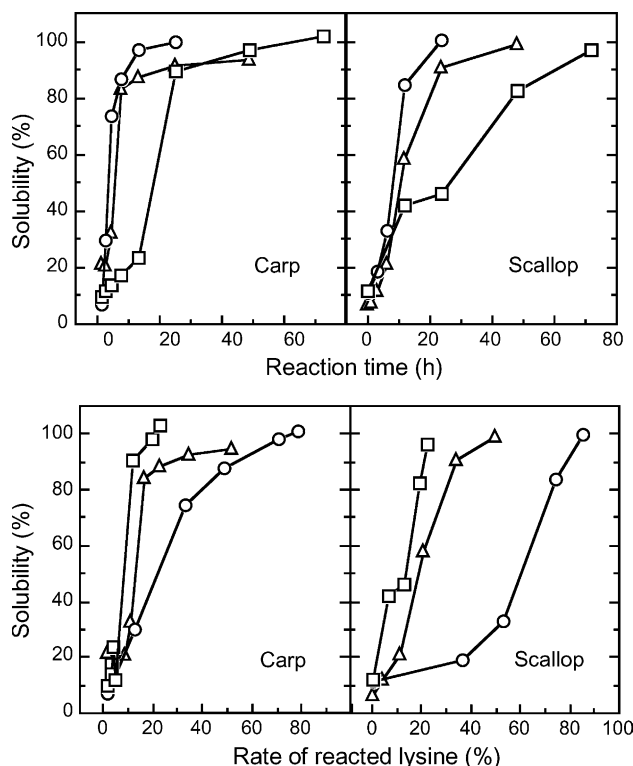 100
80
60
40
20
0
Solubility (%)
Carp
Scallop
0 20 40 60 0 20 40 60 80
Reaction time (h)
100
80
60
40
20
0
Solubility (%)
Carp
Scallop
0 20 40 60 80 0 20 40 60 80 100
Rate of reacted lysine (%)